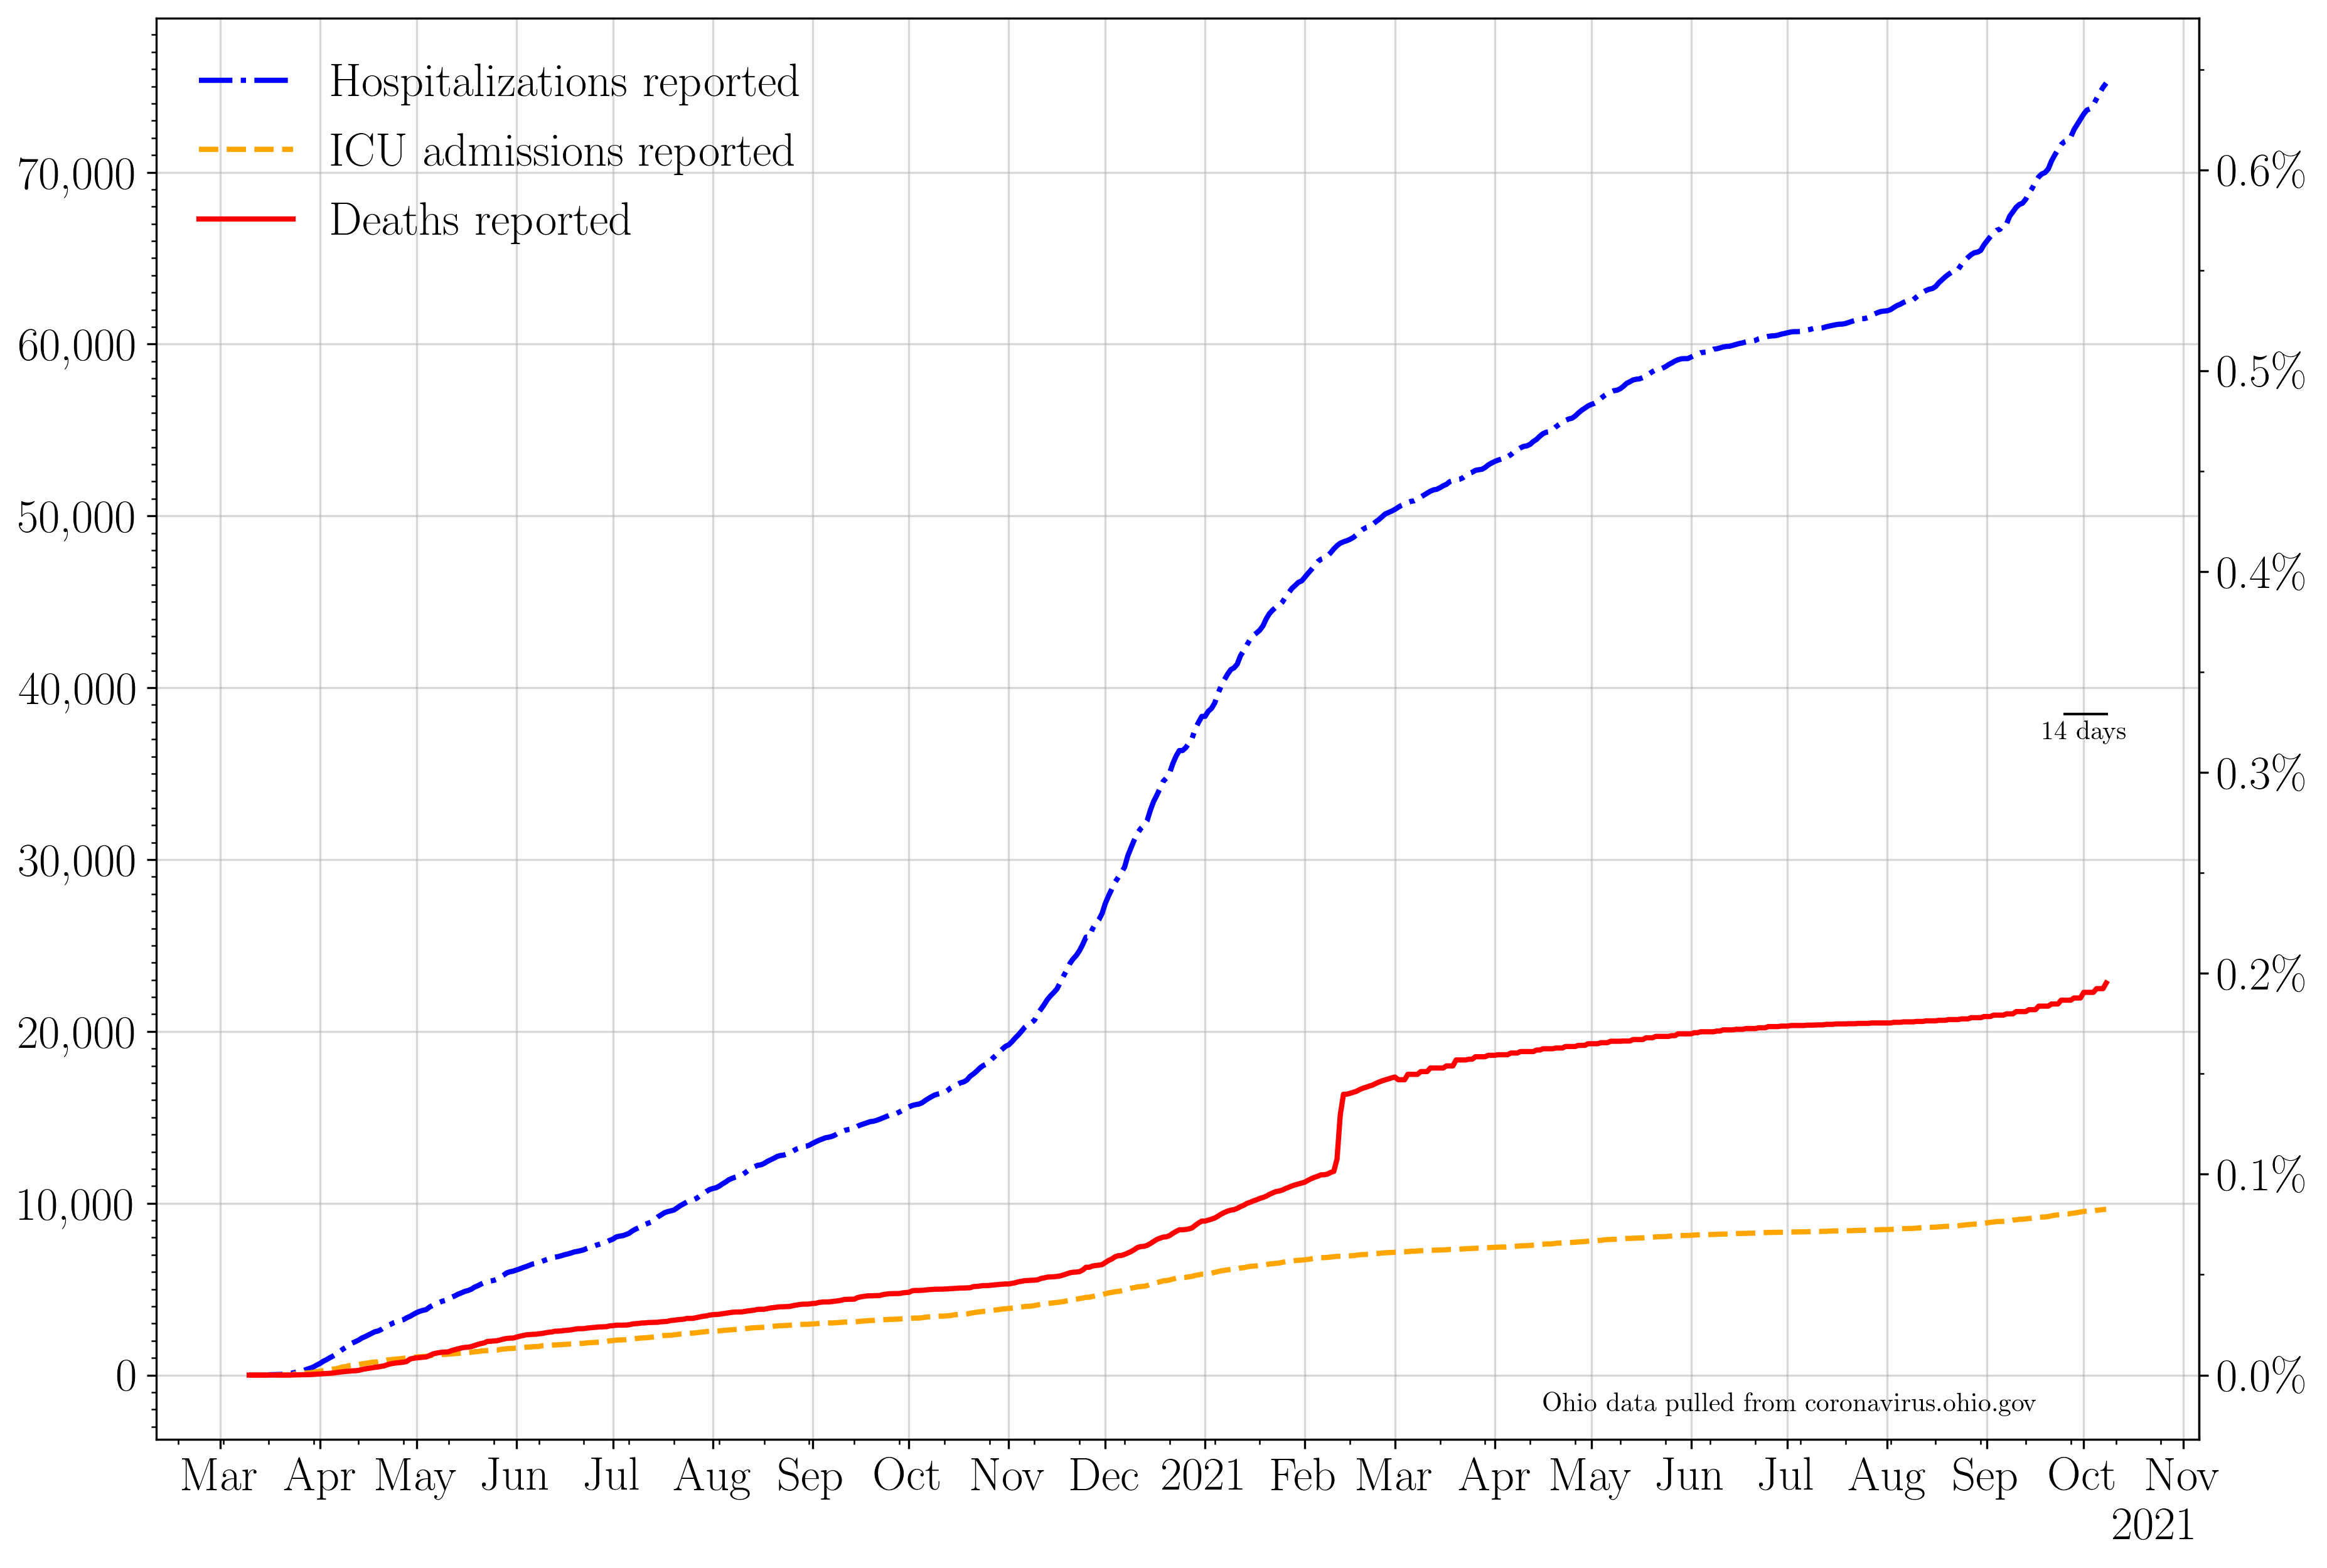 Hospitalizations reported
ICU admissions reported
Deaths reported
70,000
60,000
50,000
40,000
30,000
20,000
10,000
0
0.6%
0.5%
0.4%
0.3%
0.2%
0.1%
0.0%
14 days
Ohio data pulled from coronavirus.ohio.gov
Mar Apr May Jun Jul Aug Sep Oct Nov Dec 2021 Feb Mar Apr May Jun Jul Aug Sep Oct Nov
2021